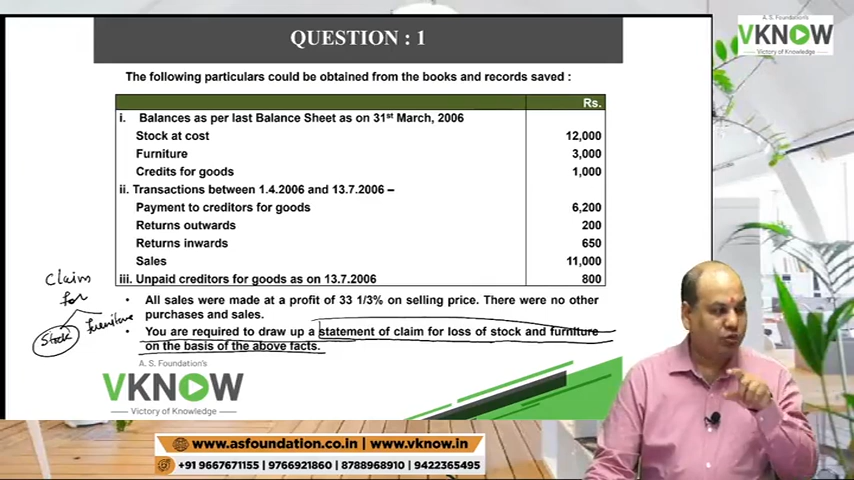 QUESTION : 1
A. S. Foundation's
VKNOW
Victory of Knowledge
The following particulars could be obtained from the books and records saved :
Rs.
i. Balances as per last Balance Sheet as on 31st March, 2006
Stock at cost 12,000
Furniture 3,000
Credits for goods 1,000
ii. Transactions between 1.4.2006 and 13.7.2006 –
Payment to creditors for goods 6,200
Returns outwards 200
Returns inwards 650
Sales 11,000
iii. Unpaid creditors for goods as on 13.7.2006 800
Claim
for
Stock furniture
• All sales were made at a profit of 33 1/3% on selling price. There were no other
purchases and sales.
• You are required to draw up a statement of claim for loss of stock and furniture
on the basis of the above facts.
A. S. Foundation's
VKNOW
Victory of Knowledge
www.asfoundation.co.in | www.vknow.in
+91 9667671155 | 9766921860 | 8788968910 | 9422365495
1